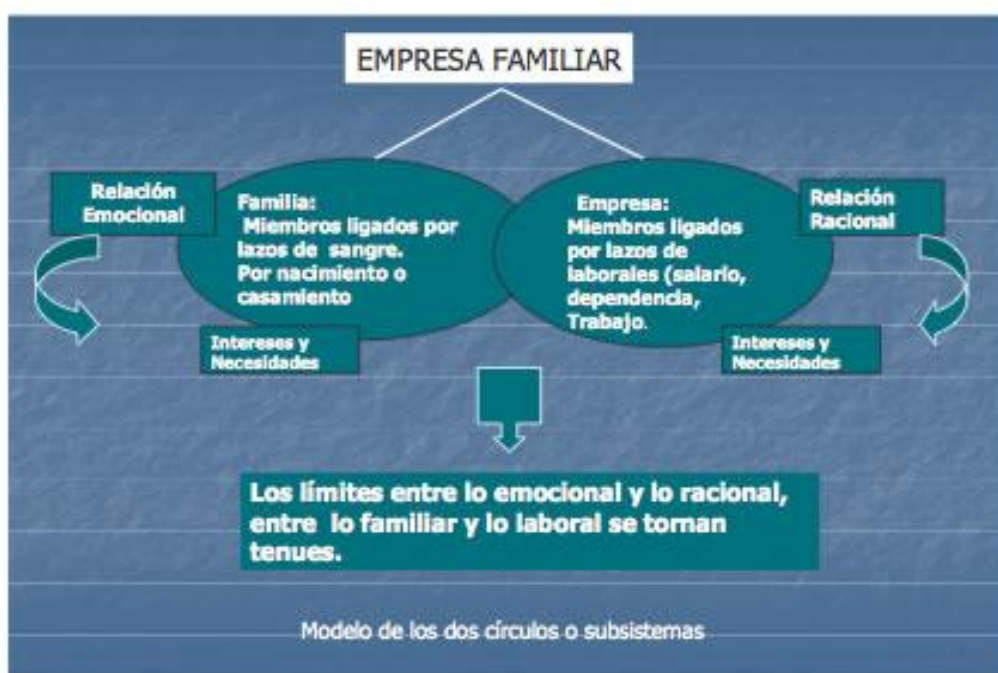 EMPRESA FAMILIAR
Relación
Emocional
Familia:
Miembros ligados por
lazos de sangre.
Por nacimiento o
casamiento
Intereses y
Necesidades
Empresa:
Miembros ligados
por lazos de
laborales (salario,
dependencia,
Trabajo.
Relación
Racional
Intereses y
Necesidades
Los límites entre lo emocional y lo racional,
entre lo familiar y lo laboral se tornan
tenues.
Modelo de los dos círculos o subsistemas